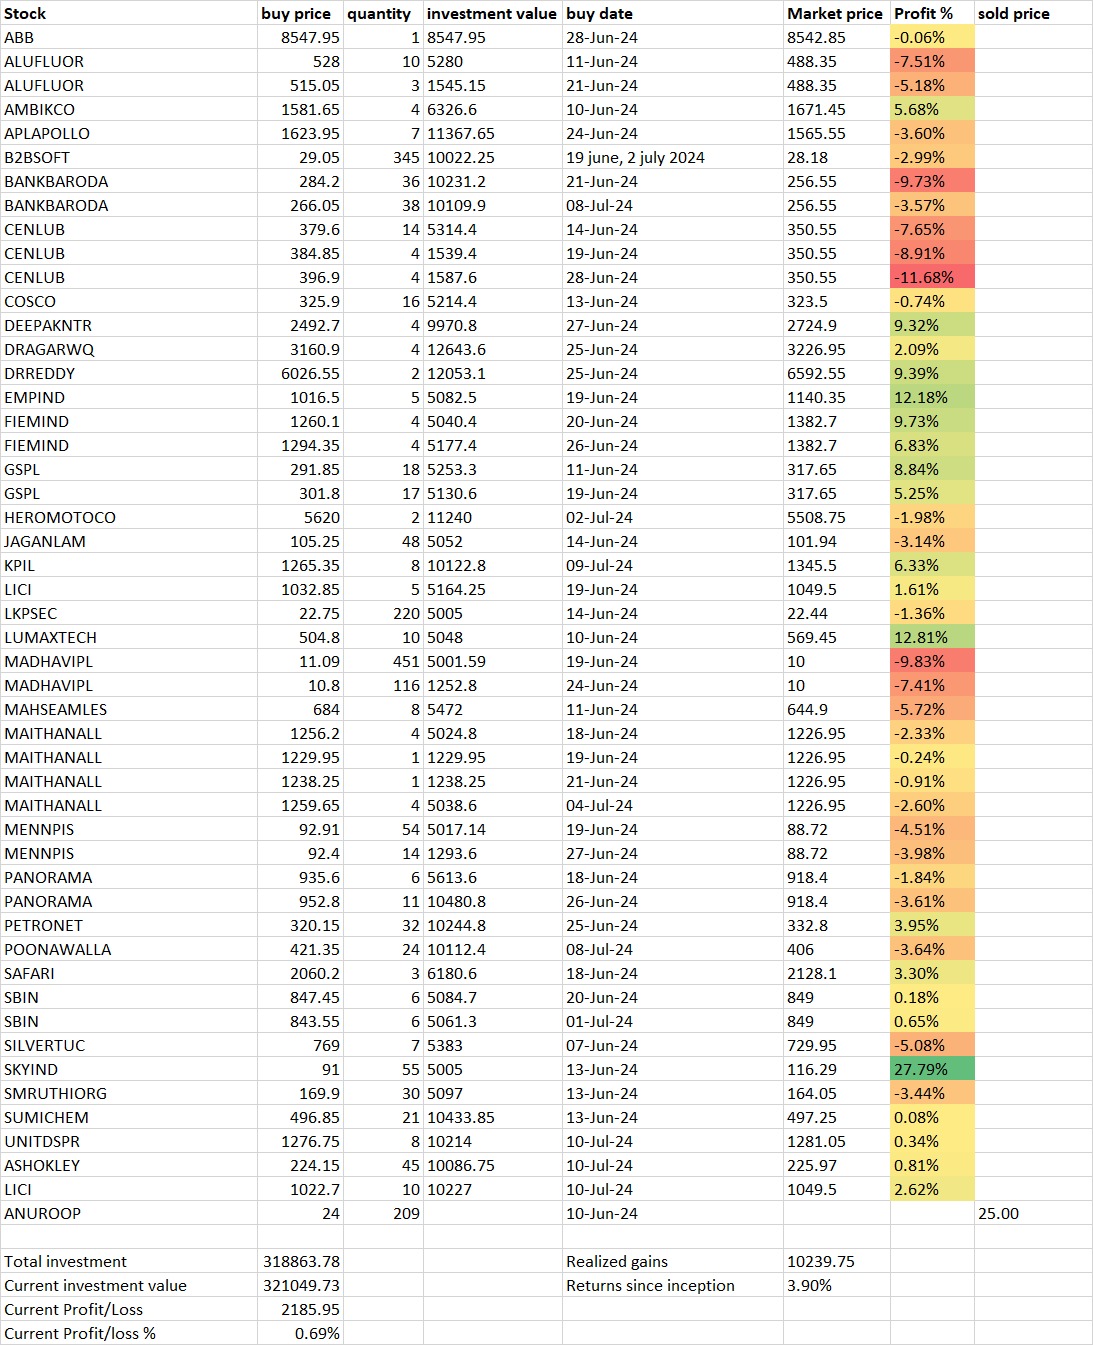 Stock buy price quantity investment value buy date Market price Profit % sold price
ABB 8547.95 1 8547.95 28-Jun-24 8542.85 -0.06%
ALUFLUOR 528 10 5280 11-Jun-24 488.35 -7.51%
ALUFLUOR 515.05 3 1545.15 21-Jun-24 488.35 -5.18%
AMBIKCO 1581.65 4 6326.6 10-Jun-24 1671.45 5.68%
APLAPOLLO 1623.95 7 11367.65 24-Jun-24 1565.55 -3.60%
B2BSOFT 29.05 345 10022.25 19 june, 2 july 2024 28.18 -2.99%
BANKBARODA 284.2 36 10231.2 21-Jun-24 256.55 -9.73%
BANKBARODA 266.05 38 10109.9 08-Jul-24 256.55 -3.57%
CENLUB 379.6 14 5314.4 14-Jun-24 350.55 -7.65%
CENLUB 384.85 4 1539.4 19-Jun-24 350.55 -8.91%
CENLUB 396.9 4 1587.6 28-Jun-24 350.55 -11.68%
COSCO 325.9 16 5214.4 13-Jun-24 323.5 -0.74%
DEEPAKNTR 2492.7 4 9970.8 27-Jun-24 2724.9 9.32%
DRAGARWQ 3160.9 4 12643.6 25-Jun-24 3226.95 2.09%
DRREDDY 6026.55 2 12053.1 25-Jun-24 6592.55 9.39%
EMPIND 1016.5 5 5082.5 19-Jun-24 1140.35 12.18%
FIEMIND 1260.1 4 5040.4 20-Jun-24 1382.7 9.73%
FIEMIND 1294.35 4 5177.4 26-Jun-24 1382.7 6.83%
GSPL 291.85 18 5253.3 11-Jun-24 317.65 8.84%
GSPL 301.8 17 5130.6 19-Jun-24 317.65 5.25%
HEROMOTOCO 5620 2 11240 02-Jul-24 5508.75 -1.98%
JAGANLAM 105.25 48 5052 14-Jun-24 101.94 -3.14%
KPIL 1265.35 8 10122.8 09-Jul-24 1345.5 6.33%
LICI 1032.85 5 5164.25 19-Jun-24 1049.5 1.61%
LKPSEC 22.75 220 5005 14-Jun-24 22.44 -1.36%
LUMAXTECH 504.8 10 5048 10-Jun-24 569.45 12.81%
MADHAVIPL 11.09 451 5001.59 19-Jun-24 10 -9.83%
MADHAVIPL 10.8 116 1252.8 24-Jun-24 10 -7.41%
MAHSEAMLES 684 8 5472 11-Jun-24 644.9 -5.72%
MAITHANALL 1256.2 4 5024.8 18-Jun-24 1226.95 -2.33%
MAITHANALL 1229.95 1 1229.95 19-Jun-24 1226.95 -0.24%
MAITHANALL 1238.25 1 1238.25 21-Jun-24 1226.95 -0.91%
MAITHANALL 1259.65 4 5038.6 04-Jul-24 1226.95 -2.60%
MENNPIS 92.91 54 5017.14 19-Jun-24 88.72 -4.51%
MENNPIS 92.4 14 1293.6 27-Jun-24 88.72 -3.98%
PANORAMA 935.6 6 5613.6 18-Jun-24 918.4 -1.84%
PANORAMA 952.8 11 10480.8 26-Jun-24 918.4 -3.61%
PETRONET 320.15 32 10244.8 25-Jun-24 332.8 3.95%
POONAWALLA 421.35 24 10112.4 08-Jul-24 406 -3.64%
SAFARI 2060.2 3 6180.6 18-Jun-24 2128.1 3.30%
SBIN 847.45 6 5084.7 20-Jun-24 849 0.18%
SBIN 843.55 6 5061.3 01-Jul-24 849 0.65%
SILVERTUC 769 7 5383 07-Jun-24 729.95 -5.08%
SKYIND 91 55 5005 13-Jun-24 116.29 27.79%
SMRUTHIORG 169.9 30 5097 13-Jun-24 164.05 -3.44%
SUMICHEM 496.85 21 10433.85 13-Jun-24 497.25 0.08%
UNITDSPR 1276.75 8 10214 10-Jul-24 1281.05 0.34%
ASHOKLEY 224.15 45 10086.75 10-Jul-24 225.97 0.81%
LICI 1022.7 10 10227 10-Jul-24 1049.5 2.62%
ANUROOP 24 209 10-Jun-24 25.00
Total investment 318863.78 Realized gains 10239.75
Current investment value 321049.73 Returns since inception 3.90%
Current Profit/Loss 2185.95
Current Profit/loss % 0.69%